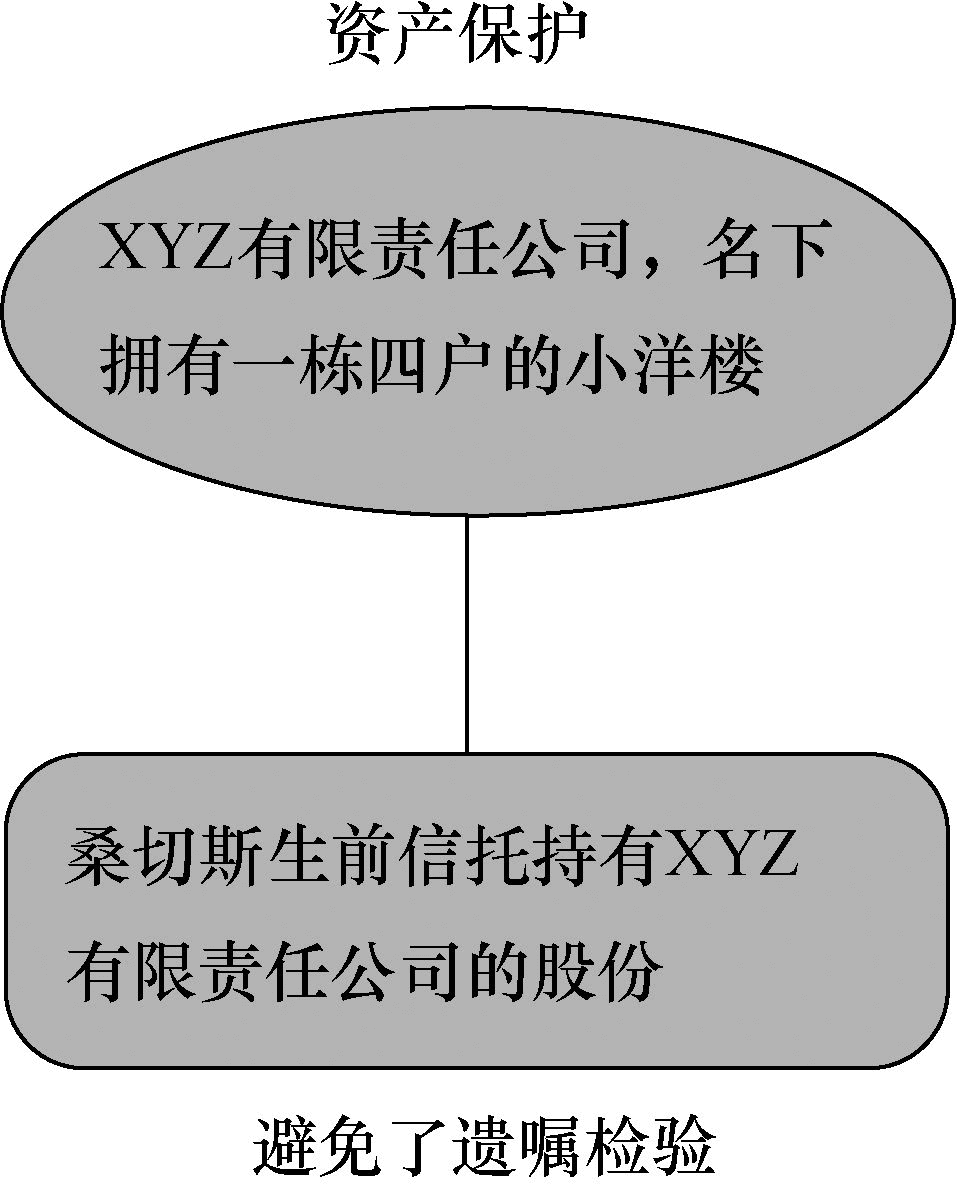 资产保护
XYZ有限责任公司，名下
拥有一栋四户的小洋楼
桑切斯生前信托持有XYZ
有限责任公司的股份
避免了遗嘱检验